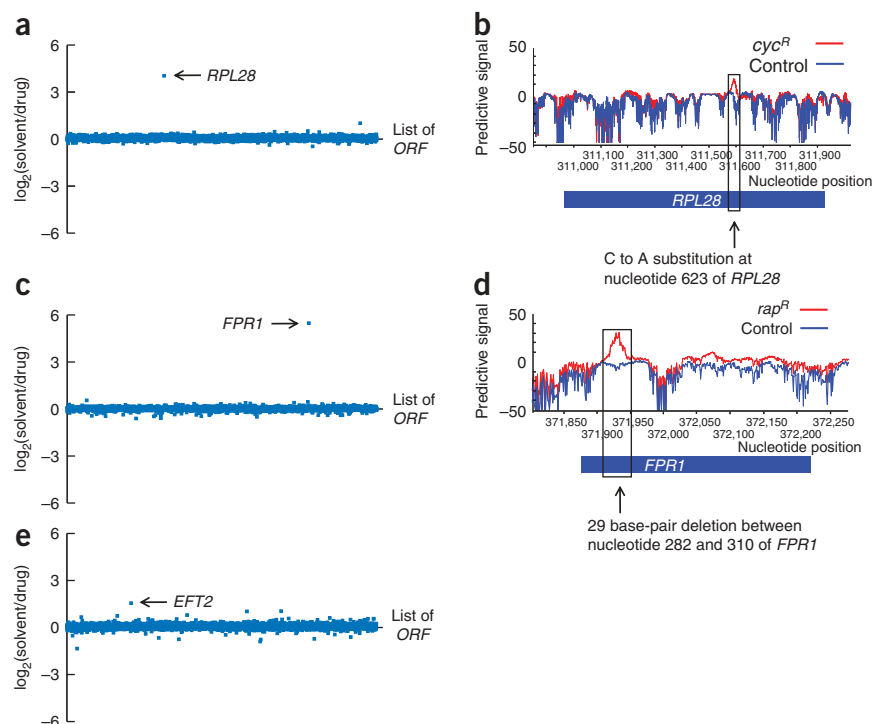 a
6
3
0
−3
−6
log2(solvent/drug)
RPL28
List of
ORF
b
50
0
−50
Predictive signal
cycR
Control
311,100 311,300 311,500 311,700 311,900
311,000 311,200 311,400 311,600 311,800
Nucleotide position
RPL28
C to A substitution at
nucleotide 623 of RPL28
c
6
3
0
−3
−6
log2(solvent/drug)
FPR1
List of
ORF
d
50
0
−50
Predictive signal
rapR
Control
371,850 371,950 372,050 372,150 372,250
371,900 372,000 372,100 372,200
Nucleotide position
FPR1
29 base-pair deletion between
nucleotide 282 and 310 of FPR1
e
6
3
0
−3
−6
log2(solvent/drug)
EFT2
List of
ORF